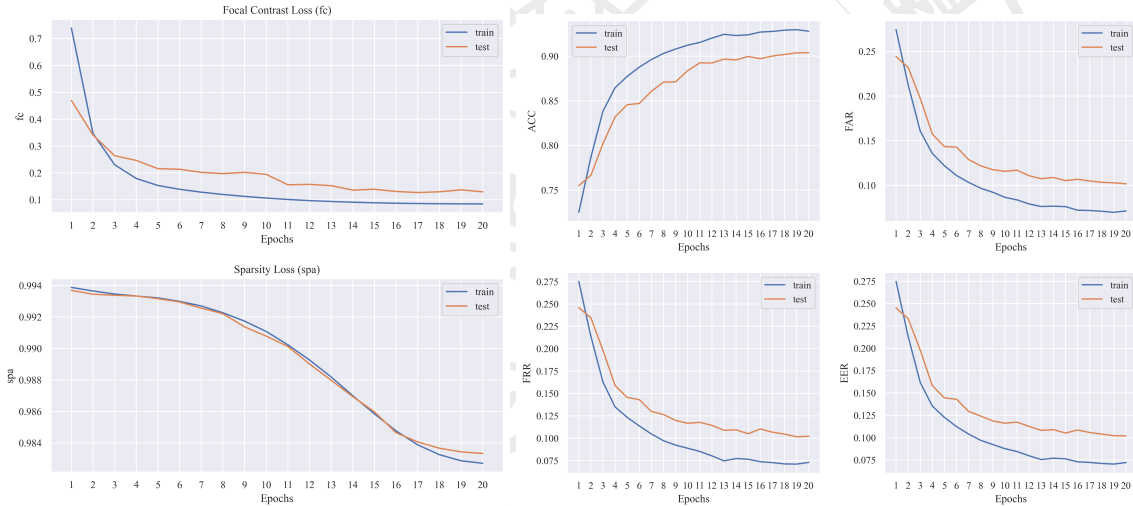 Focal Contrast Loss (fc)
train
test
fc
0.7
0.6
0.5
0.4
0.3
0.2
0.1
1 2 3 4 5 6 7 8 9 10 11 12 13 14 15 16 17 18 19 20
Epochs
Sparsity Loss (spa)
train
test
spa
0.994
0.992
0.990
0.988
0.986
0.984
1 2 3 4 5 6 7 8 9 10 11 12 13 14 15 16 17 18 19 20
Epochs
train
test
ACC
0.90
0.85
0.80
0.75
1 2 3 4 5 6 7 8 9 10 11 12 13 14 15 16 17 18 19 20
Epochs
train
test
FAR
0.25
0.20
0.15
0.10
1 2 3 4 5 6 7 8 9 10 11 12 13 14 15 16 17 18 19 20
Epochs
train
test
FRR
0.275
0.250
0.225
0.200
0.175
0.150
0.125
0.100
0.075
1 2 3 4 5 6 7 8 9 10 11 12 13 14 15 16 17 18 19 20
Epochs
train
test
EER
0.275
0.250
0.225
0.200
0.175
0.150
0.125
0.100
0.075
1 2 3 4 5 6 7 8 9 10 11 12 13 14 15 16 17 18 19 20
Epochs